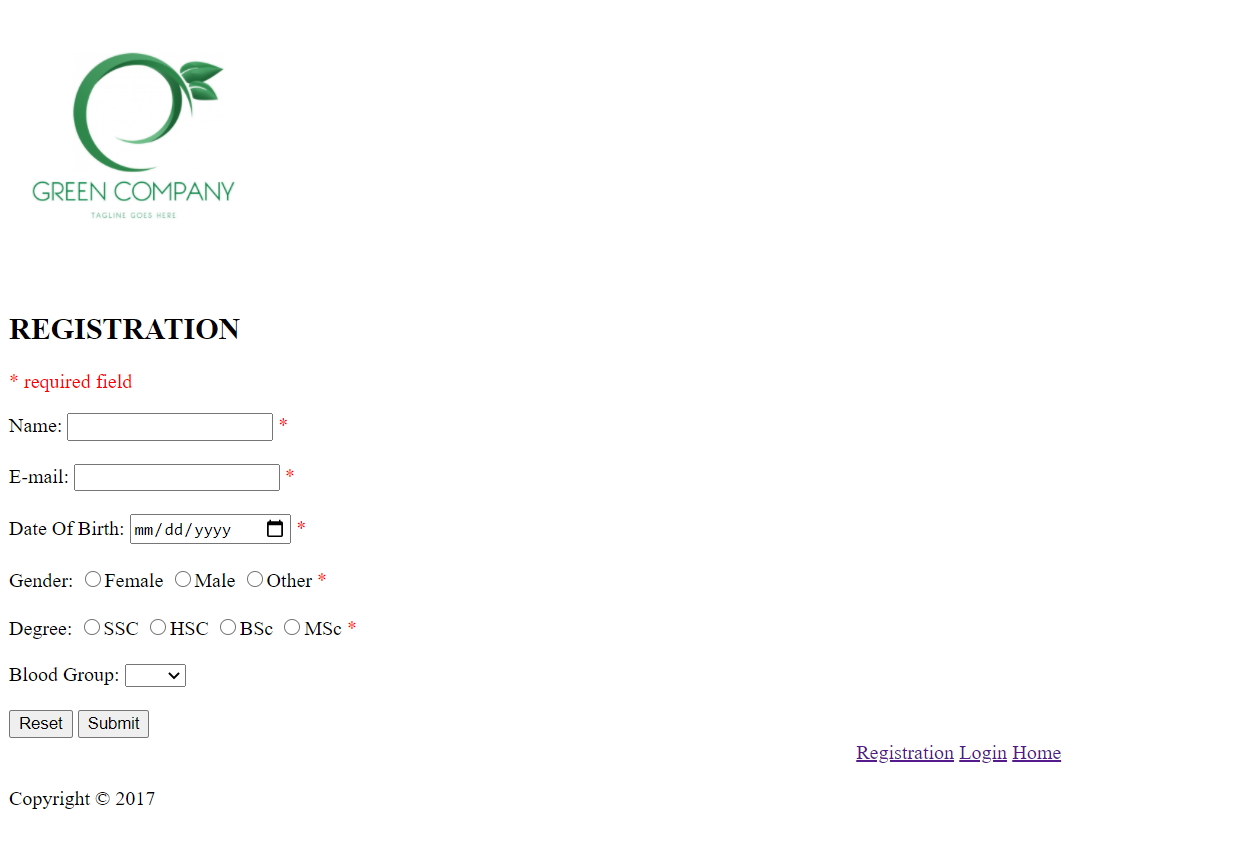 GREEN COMPANY
TAGLINE GOES HERE
REGISTRATION
* required field
Name: *
E-mail: *
Date Of Birth: mm/dd/yyyy *
Gender: Female Male Other *
Degree: SSC HSC BSc MSc *
Blood Group:
Reset Submit
Registration Login Home
Copyright © 2017